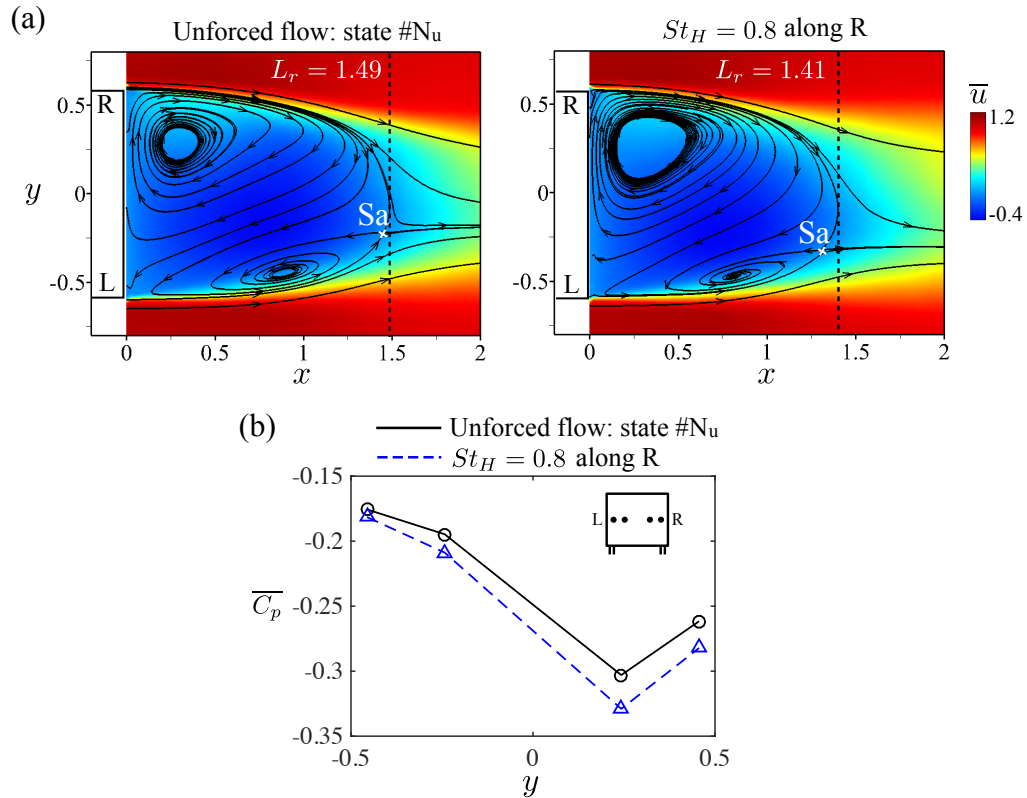 (a)
Unforced flow: state #Nu
StH = 0.8 along R
Lr = 1.49
Lr = 1.41
R
L
Sa
R
L
Sa
y
0.5
0
-0.5
0.5
0
-0.5
0 0.5 1 1.5 2
x
0 0.5 1 1.5 2
x
u
1.2
-0.4
(b)
Unforced flow: state #Nu
StH = 0.8 along R
-0.15
-0.2
-0.25
-0.3
-0.35
Cp
L
R
-0.5 0 0.5
y